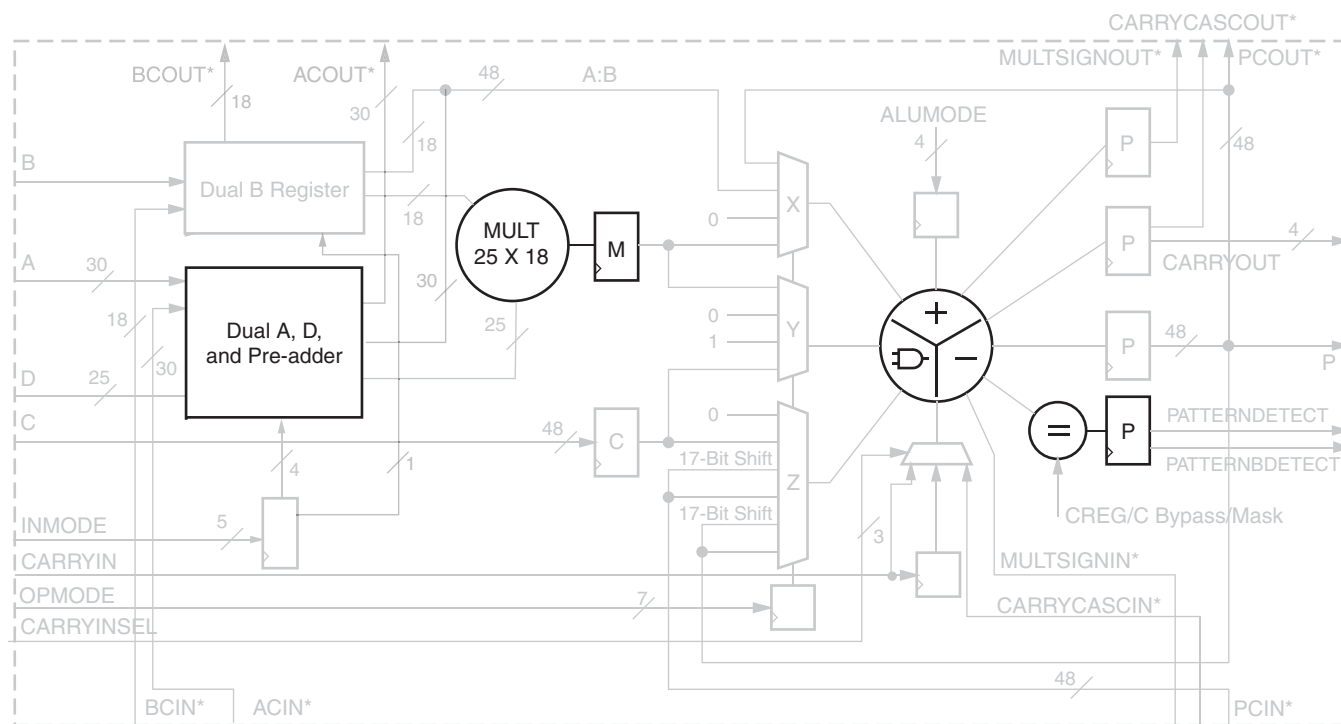 CARRYCASCOUT*
BCOUT*
ACOUT*
MULTSIGNOUT*
PCOUT*
48
A:B
18
30
ALUMODE
18
4
P
48
B
Dual B Register
18
MULT
25 X 18
X
0
M
P
4
A
30
CARRYOUT
30
18
Dual A, D,
and Pre-adder
25
0
Y
1
+
−
P
48
P
30
D
25
0
=
P
PATTERNDETECT
C
48
C
17-Bit Shift
PATTERNBDETECT
4
1
Z
17-Bit Shift
CREG/C Bypass/Mask
INMODE
5
3
CARRYIN
MULTSIGNIN*
OPMODE
7
CARRYCASCIN*
CARRYINSEL
48
BCIN*
ACIN*
PCIN*